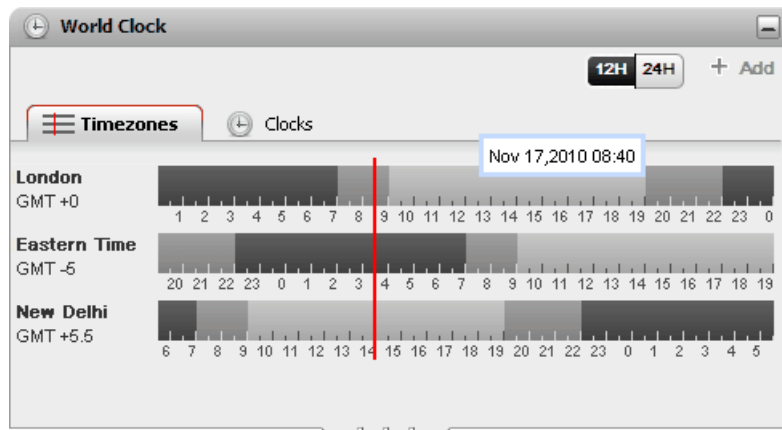 World Clock
12H 24H + Add
Timezones Clocks
Nov 17,2010 08:40
London
GMT +0
1 2 3 4 5 6 7 8 9 10 11 12 13 14 15 16 17 18 19 20 21 22 23 0
Eastern Time
GMT -5
20 21 22 23 0 1 2 3 4 5 6 7 8 9 10 11 12 13 14 15 16 17 18 19
New Delhi
GMT +5.5
6 7 8 9 10 11 12 13 14 15 16 17 18 19 20 21 22 23 0 1 2 3 4 5